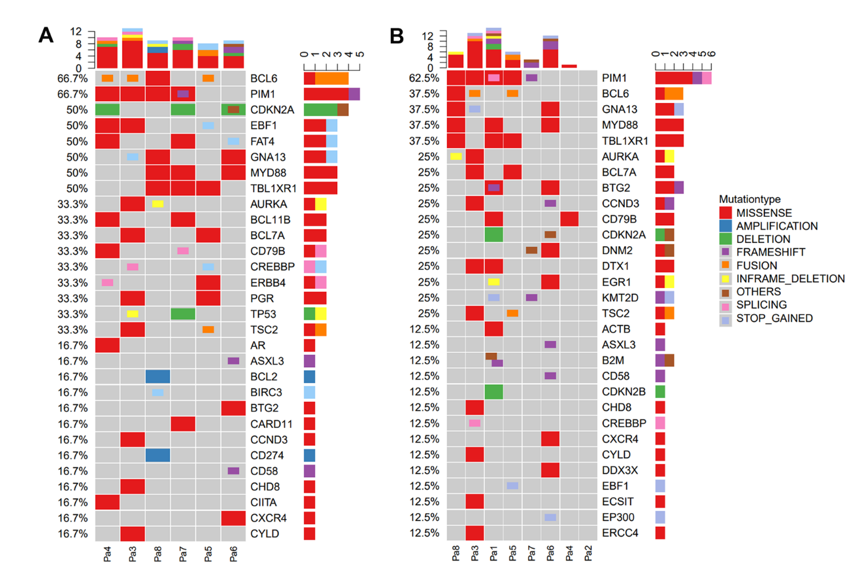 A
12
10
8
6
4
2
0
0 1 2 3 4 5
66.7% BCL6
66.7% PIM1
50% CDKN2A
50% EBF1
50% FAT4
50% GNA13
50% MYD88
50% TBL1XR1
33.3% AURKA
33.3% BCL11B
33.3% BCL7A
33.3% CD79B
33.3% CREBBP
33.3% ERBB4
33.3% PGR
33.3% TP53
33.3% TSC2
16.7% AR
16.7% ASXL3
16.7% BCL2
16.7% BIRC3
16.7% BTG2
16.7% CARD11
16.7% CCND3
16.7% CD274
16.7% CD58
16.7% CHD8
16.7% CIITA
16.7% CXCR4
16.7% CYLD
Pa4 Pa3 Pa8 Pa7 Pa5 Pa6
B
12
8
4
0
0 1 2 3 4 5 6
62.5% PIM1
37.5% BCL6
37.5% GNA13
37.5% MYD88
37.5% TBL1XR1
25% AURKA
25% BCL7A
25% BTG2
25% CCND3
25% CD79B
25% CDKN2A
25% DNM2
25% DTX1
25% EGR1
25% KMT2D
25% TSC2
12.5% ACTB
12.5% ASXL3
12.5% B2M
12.5% CD58
12.5% CDKN2B
12.5% CHD8
12.5% CREBBP
12.5% CXCR4
12.5% CYLD
12.5% DDX3X
12.5% EBF1
12.5% ECSIT
12.5% EP300
12.5% ERCC4
Pa8 Pa3 Pa1 Pa5 Pa7 Pa6 Pa4 Pa2
Mutationtype
MISSENSE
AMPLIFICATION
DELETION
FRAMESHIFT
FUSION
INFRAME_DELETION
OTHERS
SPLICING
STOP_GAINED